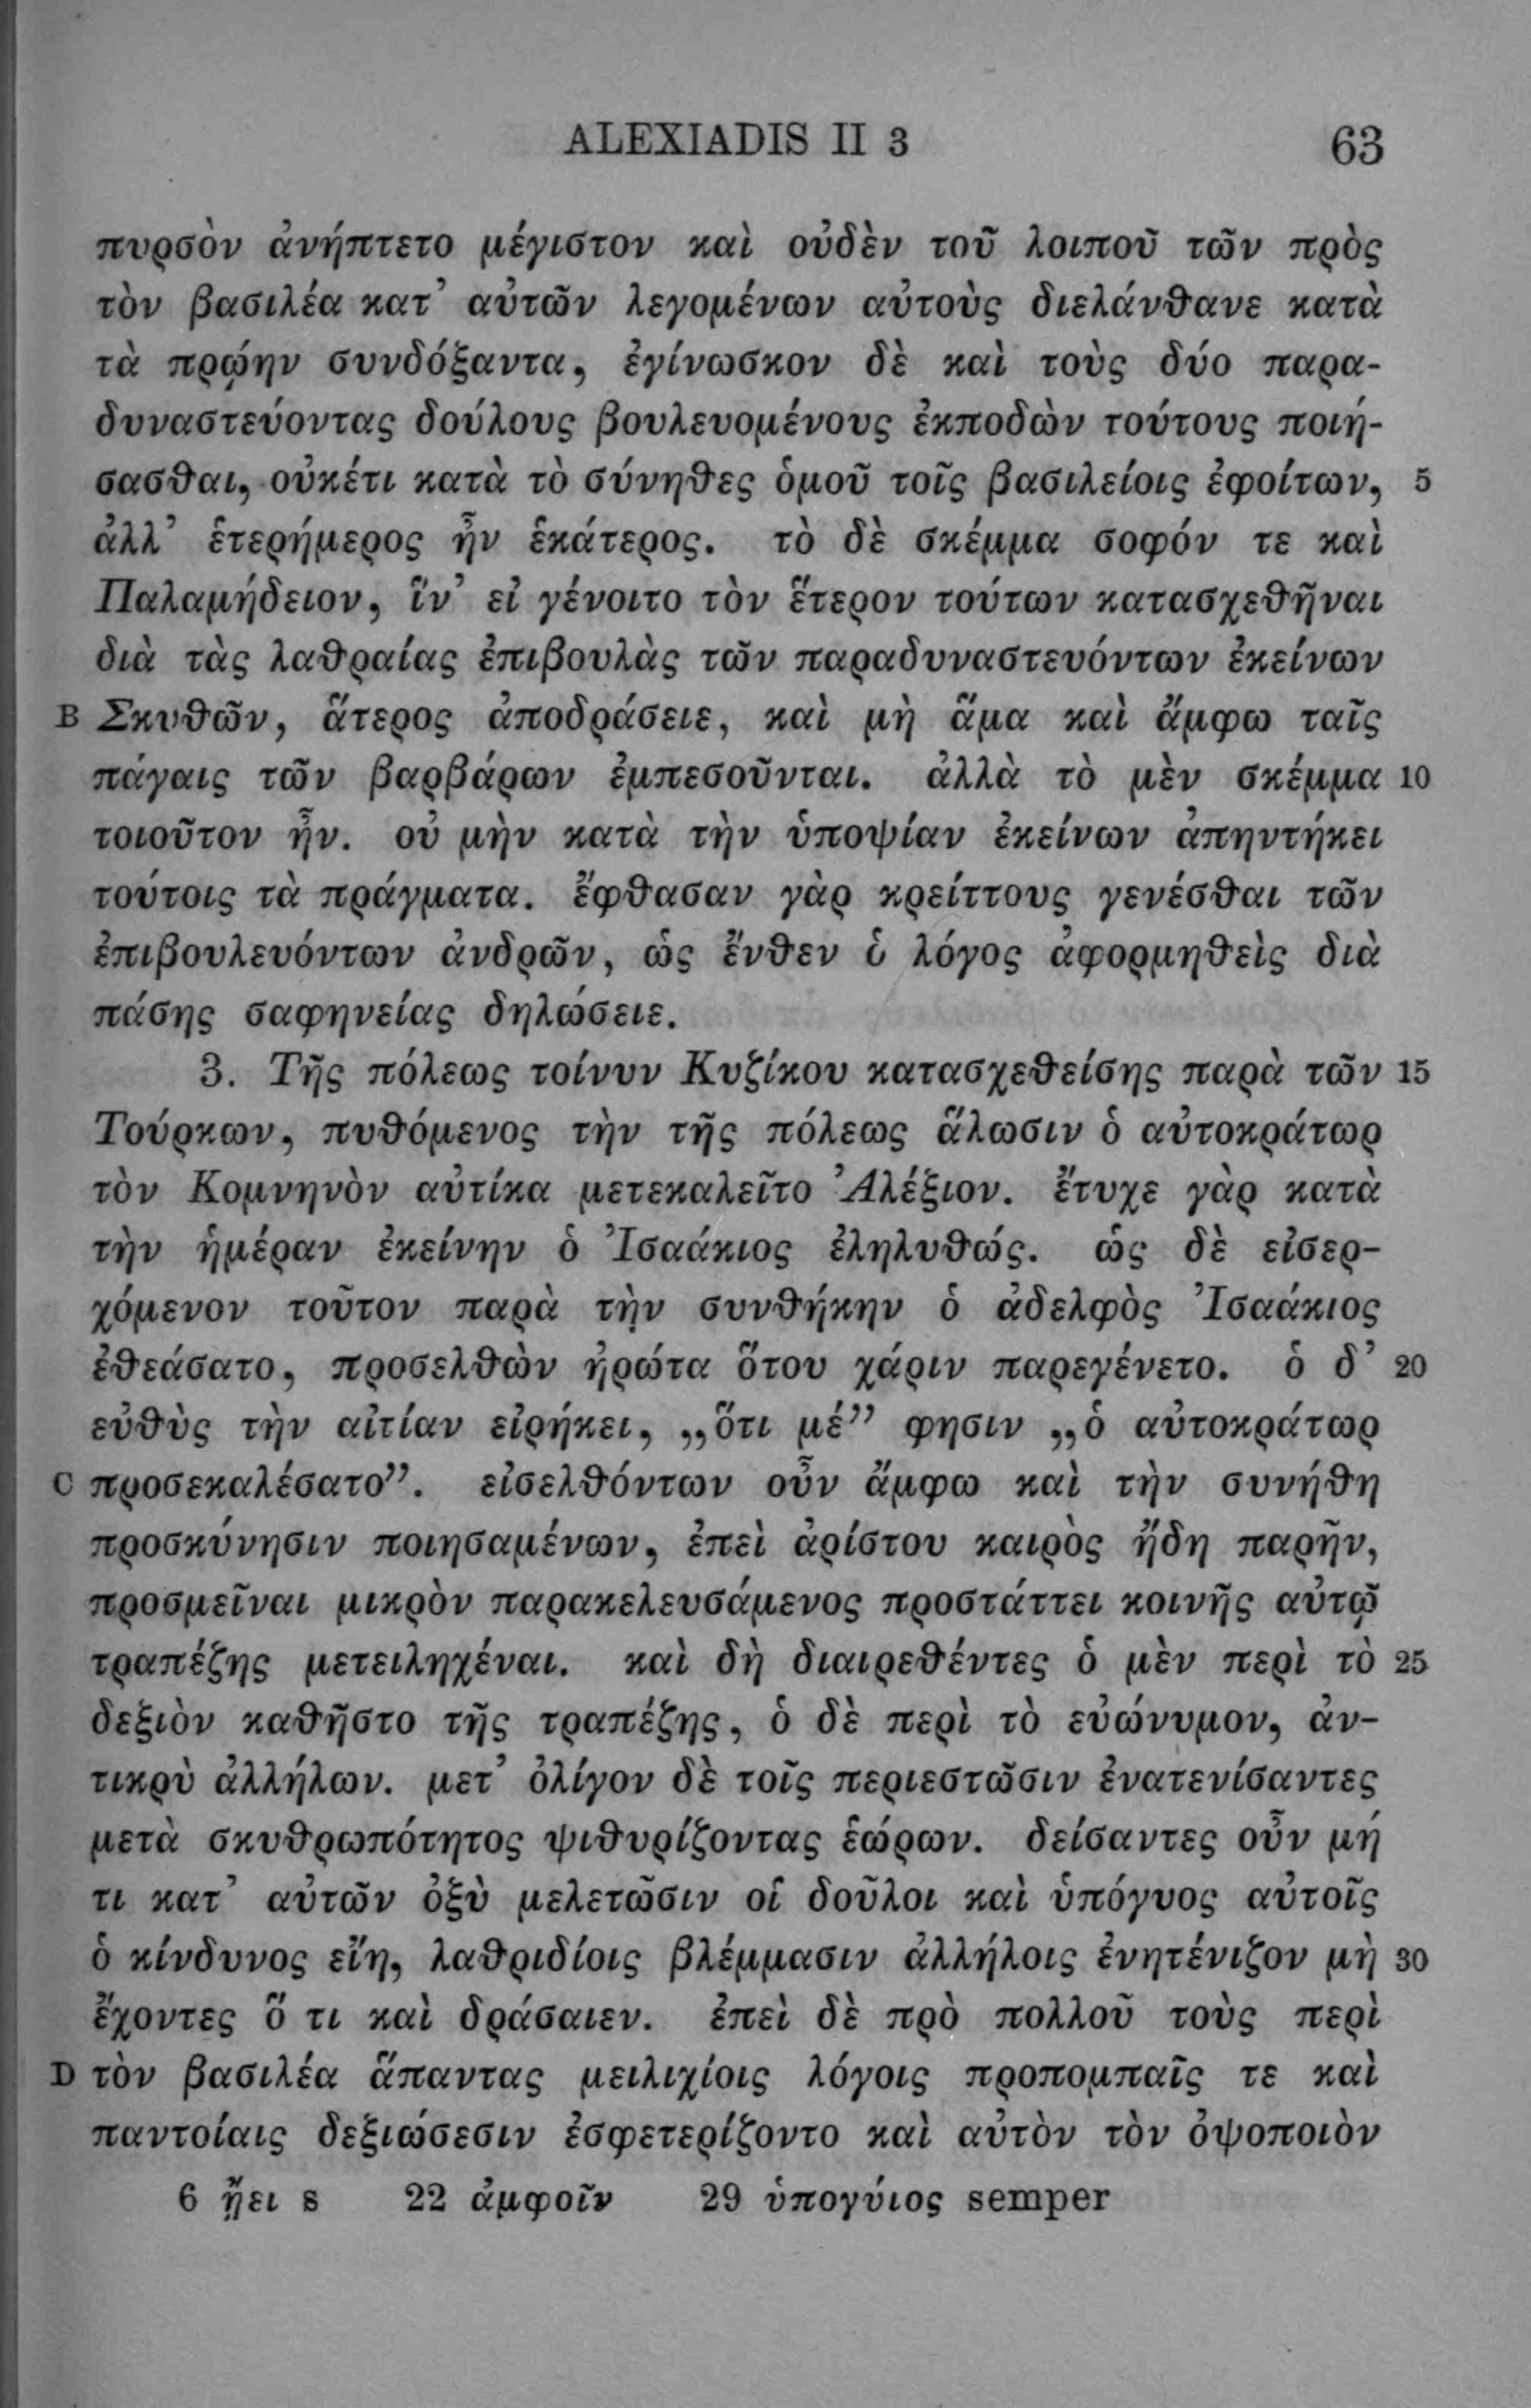 ALEXIADIS II 3 63
πυρσὸν ἀνήπτετο μέγιστον καὶ οὐδὲν τοῦ λοιποῦ τῶν πρὸς
τὸν βασιλέα κατ’ αὐτῶν λεγομένων αὐτοὺς διελάνθανε κατὰ
τὰ πρῴην συνδόξαντα, ἐγίνωσκον δὲ καὶ τοὺς δύο παρα-
δυναστεύοντας δούλους βουλευομένους ἐκποδὼν τούτους ποιή-
σασθαι, οὐκέτι κατὰ τὸ σύνηθες ὁμοῦ τοῖς βασιλείοις ἐφοίτων, 5
ἀλλ’ ἑτερήμερος ἦν ἑκάτερος. τὸ δὲ σκέμμα σοφόν τε καὶ
Παλαμήδειον, ἵν’ εἰ γένοιτο τὸν ἕτερον τούτων κατασχεθῆναι
διὰ τὰς λαθραίας ἐπιβουλὰς τῶν παραδυναστευόντων ἐκείνων
B Σκυθῶν, ἅτερος ἀποδράσειε, καὶ μὴ ἅμα καὶ ἄμφω ταῖς
πάγαις τῶν βαρβάρων ἐμπεσοῦνται. ἀλλὰ τὸ μὲν σκέμμα 10
τοιοῦτον ἦν. οὐ μὴν κατὰ τὴν ὑποψίαν ἐκείνων ἀπηντήκει
τούτοις τὰ πράγματα. ἔφθασαν γὰρ κρείττους γενέσθαι τῶν
ἐπιβουλευόντων ἀνδρῶν, ὡς ἔνθεν ὁ λόγος ἀφορμηθεὶς διὰ
πάσης σαφηνείας δηλώσειε.
3. Τῆς πόλεως τοίνυν Κυζίκου κατασχεθείσης παρὰ τῶν 15
Τούρκων, πυθόμενος τὴν τῆς πόλεως ἅλωσιν ὁ αὐτοκράτωρ
τὸν Κομνηνὸν αὐτίκα μετεκαλεῖτο Ἀλέξιον. ἔτυχε γὰρ κατὰ
τὴν ἡμέραν ἐκείνην ὁ Ἰσαάκιος ἐληλυθώς. ὡς δὲ εἰσερ-
χόμενον τοῦτον παρὰ τὴν συνθήκην ὁ ἀδελφὸς Ἰσαάκιος
ἐθεάσατο, προσελθὼν ἠρώτα ὅτου χάριν παρεγένετο. ὁ δ’ 20
εὐθὺς τὴν αἰτίαν εἰρήκει, „ὅτι μέ” φησιν „ὁ αὐτοκράτωρ
C προσεκαλέσατο”. εἰσελθόντων οὖν ἄμφω καὶ τὴν συνήθη
προσκύνησιν ποιησαμένων, ἐπεὶ ἀρίστου καιρὸς ἤδη παρῆν,
προσμεῖναι μικρὸν παρακελευσάμενος προστάττει κοινῆς αὐτῷ
τραπέζης μετειληχέναι. καὶ δὴ διαιρεθέντες ὁ μὲν περὶ τὸ 25
δεξιὸν καθῆστο τῆς τραπέζης, ὁ δὲ περὶ τὸ εὐώνυμον, ἀν-
τικρὺ ἀλλήλων. μετ’ ὀλίγον δὲ τοῖς περιεστῶσιν ἐνατενίσαντες
μετὰ σκυθρωπότητος ψιθυρίζοντας ἑώρων. δείσαντες οὖν μή
τι κατ’ αὐτῶν ὀξὺ μελετῶσιν οἱ δοῦλοι καὶ ὑπόγυος αὐτοῖς
ὁ κίνδυνος εἴη, λαθριδίοις βλέμμασιν ἀλλήλοις ἐνητένιζον μὴ 30
ἔχοντες ὅ τι καὶ δράσαιεν. ἐπεὶ δὲ πρὸ πολλοῦ τοὺς περὶ
D τὸν βασιλέα ἅπαντας μειλιχίοις λόγοις προπομπαῖς τε καὶ
παντοίαις δεξιώσεσιν ἐσφετερίζοντο καὶ αὐτὸν τὸν ὀψοποιὸν
6 ᾔει s 22 ἀμφοῖν 29 ὑπογύιος semper